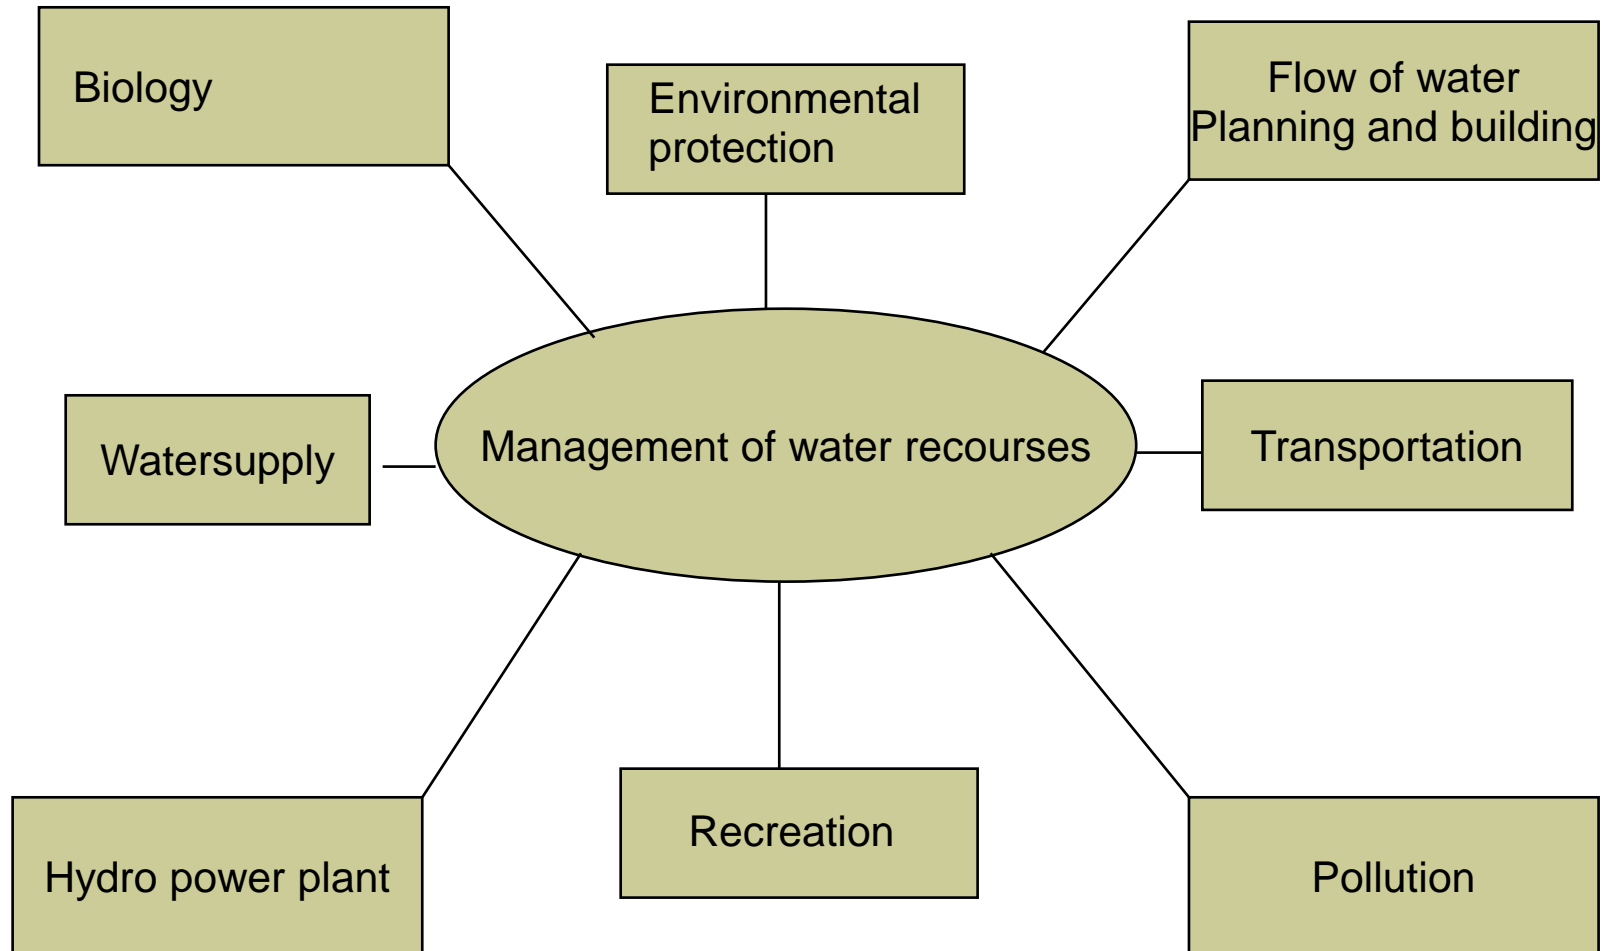 Biology
Environmental
protection
Flow of water
Planning and building
Watersupply
Management of water recourses
Transportation
Hydro power plant
Recreation
Pollution